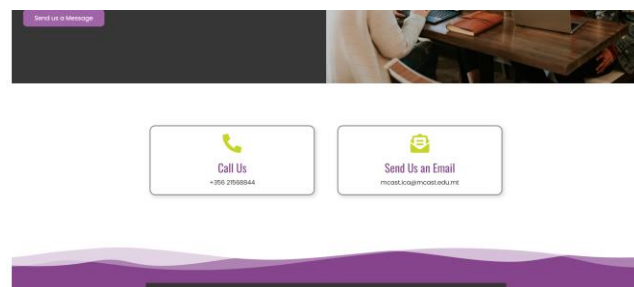 Send us a Message
Call Us
+356 21568844
Send Us an Email
mcast.ica@mcast.edu.mt